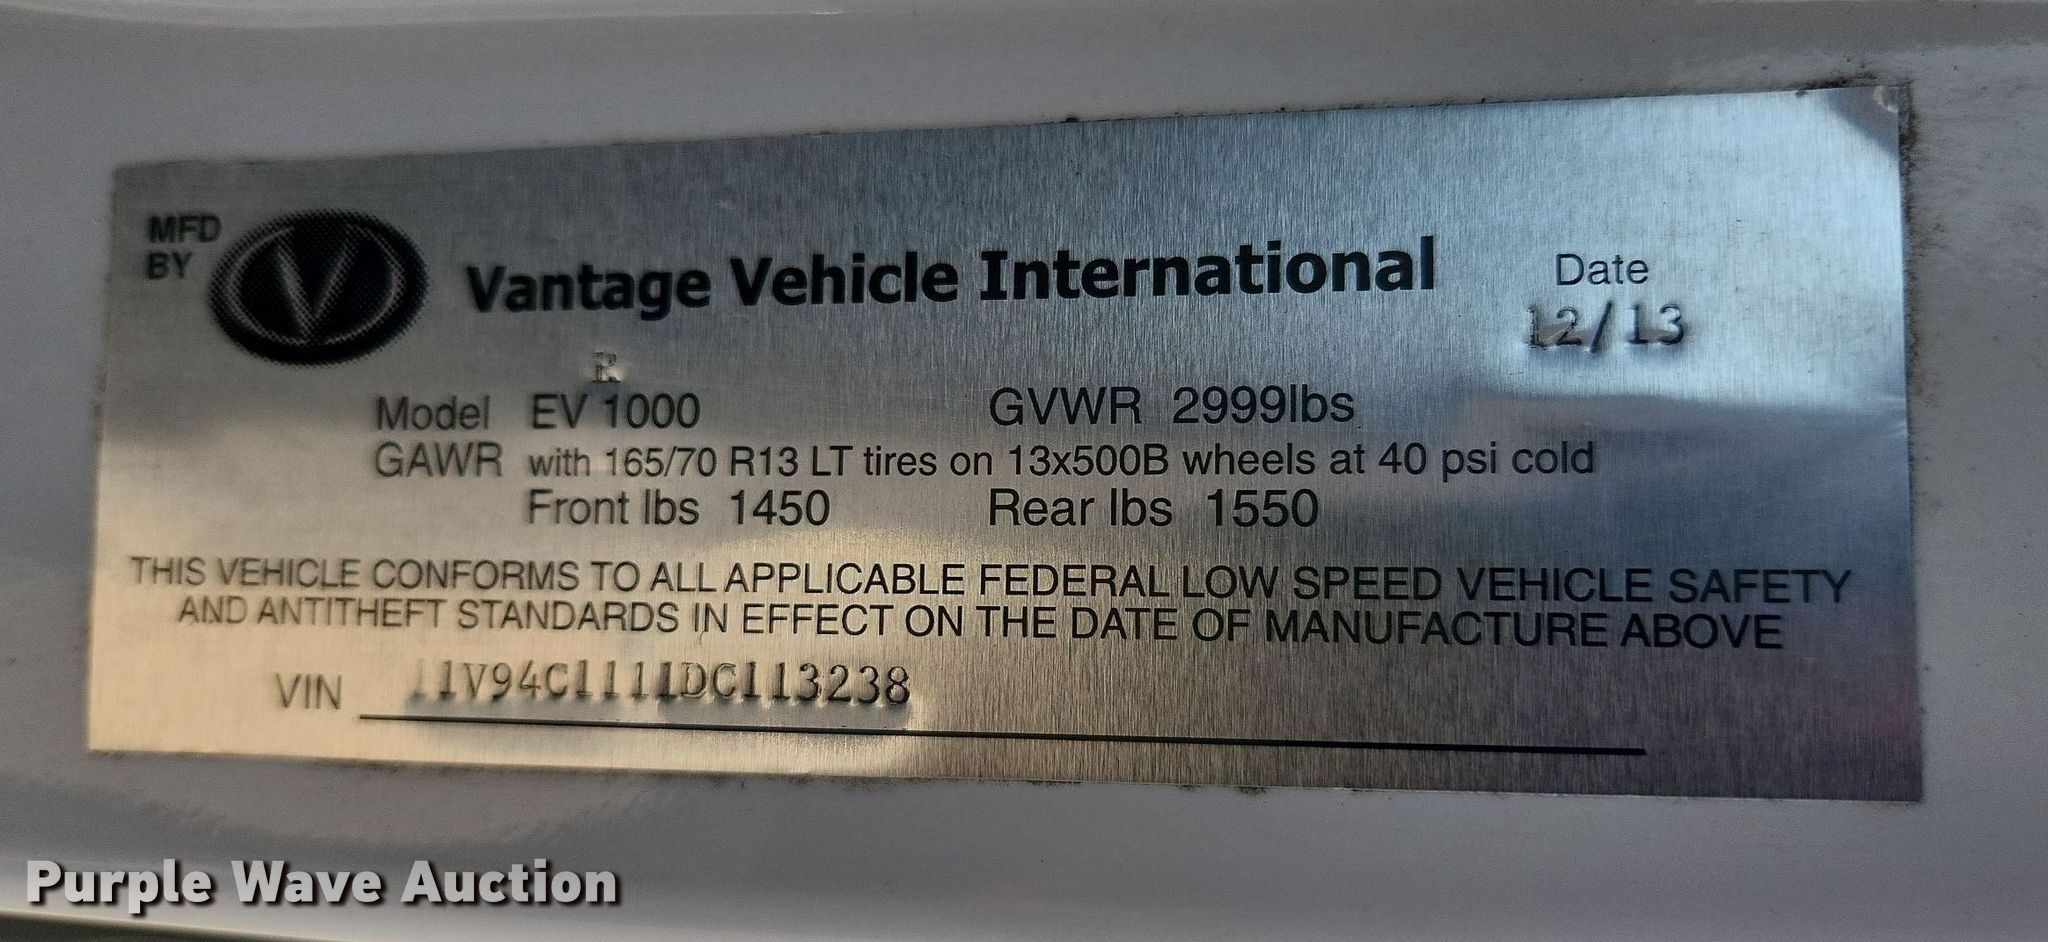 MFD
BY
V
Vantage Vehicle International
Date
12/13
R
Model EV 1000 GVWR 2999lbs
GAWR with 165/70 R13 LT tires on 13x500B wheels at 40 psi cold
Front lbs 1450 Rear lbs 1550
THIS VEHICLE CONFORMS TO ALL APPLICABLE FEDERAL LOW SPEED VEHICLE SAFETY
AND ANTITHEFT STANDARDS IN EFFECT ON THE DATE OF MANUFACTURE ABOVE
VIN 11V94C1111DC113238
Purple Wave Auction